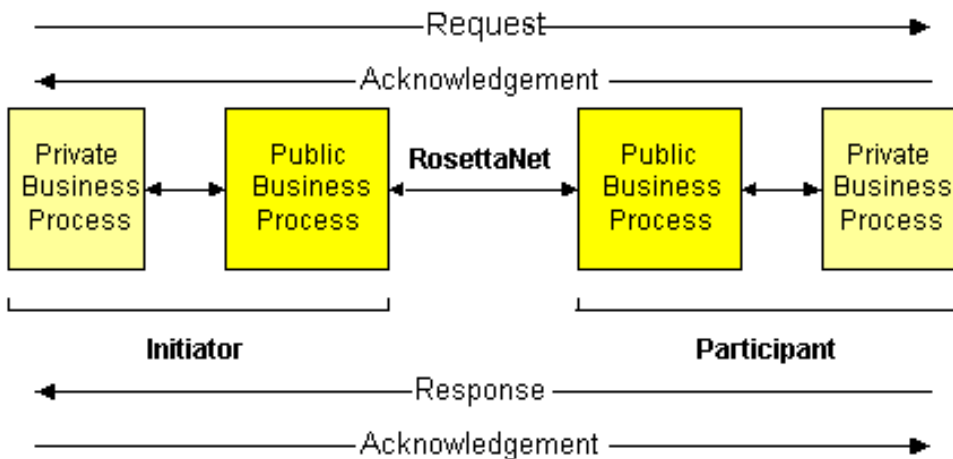 Request
Acknowledgement
Private
Business
Process
Public
Business
Process
RosettaNet
Public
Business
Process
Private
Business
Process
Initiator
Participant
Response
Acknowledgement